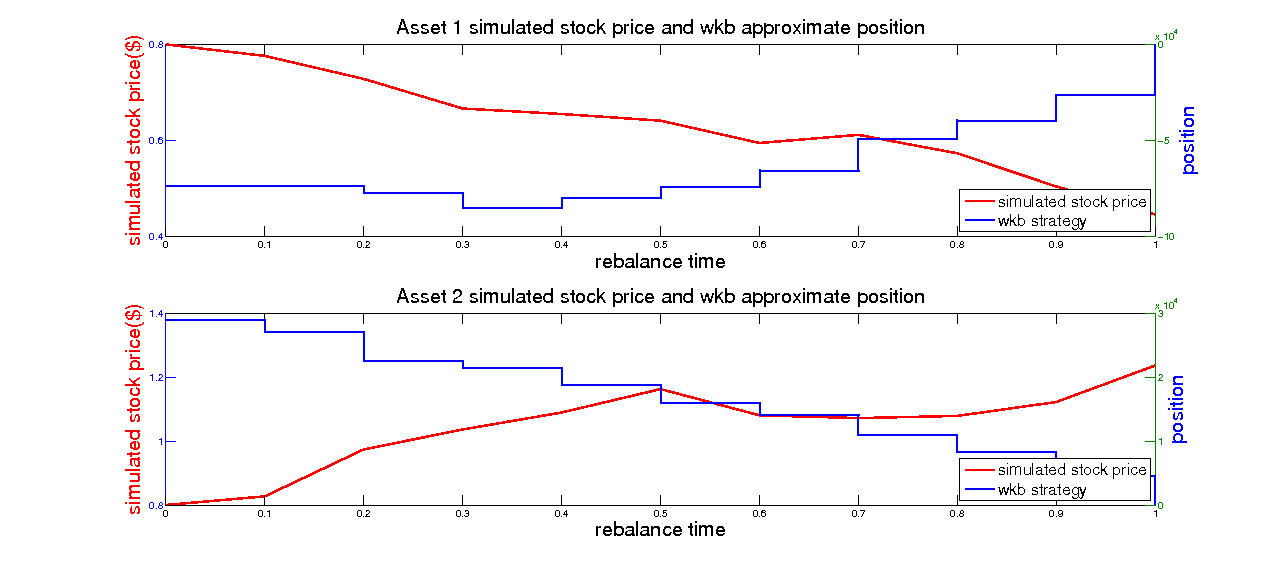 Asset 1 simulated stock price and wkb approximate position
x 10^4
simulated stock price($)
0.8
0.6
0.4
0
-5
-10
position
simulated stock price
wkb strategy
0 0.1 0.2 0.3 0.4 0.5 0.6 0.7 0.8 0.9 1
rebalance time
Asset 2 simulated stock price and wkb approximate position
x 10^4
simulated stock price($)
1.4
1.2
1
0.8
3
2
1
0
position
simulated stock price
wkb strategy
0 0.1 0.2 0.3 0.4 0.5 0.6 0.7 0.8 0.9 1
rebalance time